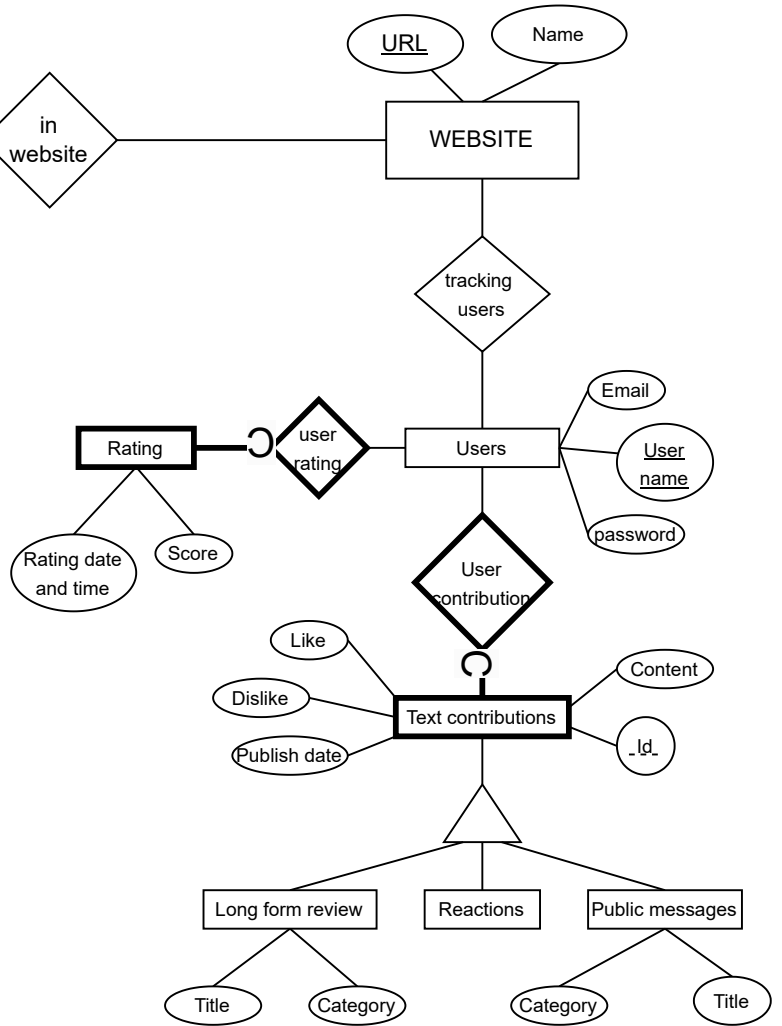 URL
Name
in
website
WEBSITE
tracking
users
Email
Rating
user
rating
Users
User
name
Rating date
and time
Score
password
User
contribution
Like
Content
Dislike
Text contributions
Id
Publish date
Long form review
Reactions
Public messages
Title
Category
Category
Title